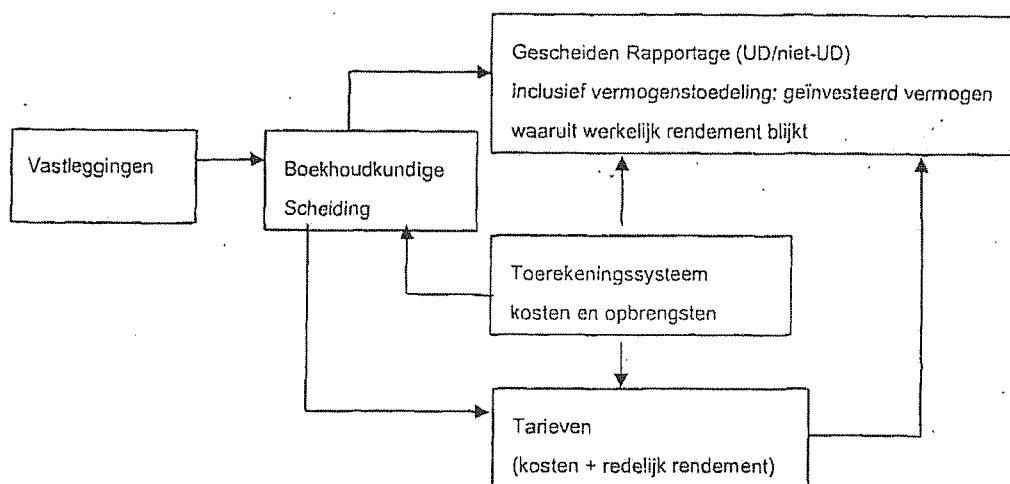 Gescheiden Rapportage (UD/niet-UD)
inclusief vermogenstoedeling: geïnvesteerd vermogen
waaruit werkelijk rendement blijkt
Vastleggingen
Boekhoudkundige
Scheiding
Toerekeningssysteem
kosten en opbrengsten
Tarieven
(kosten + redelijk rendement)